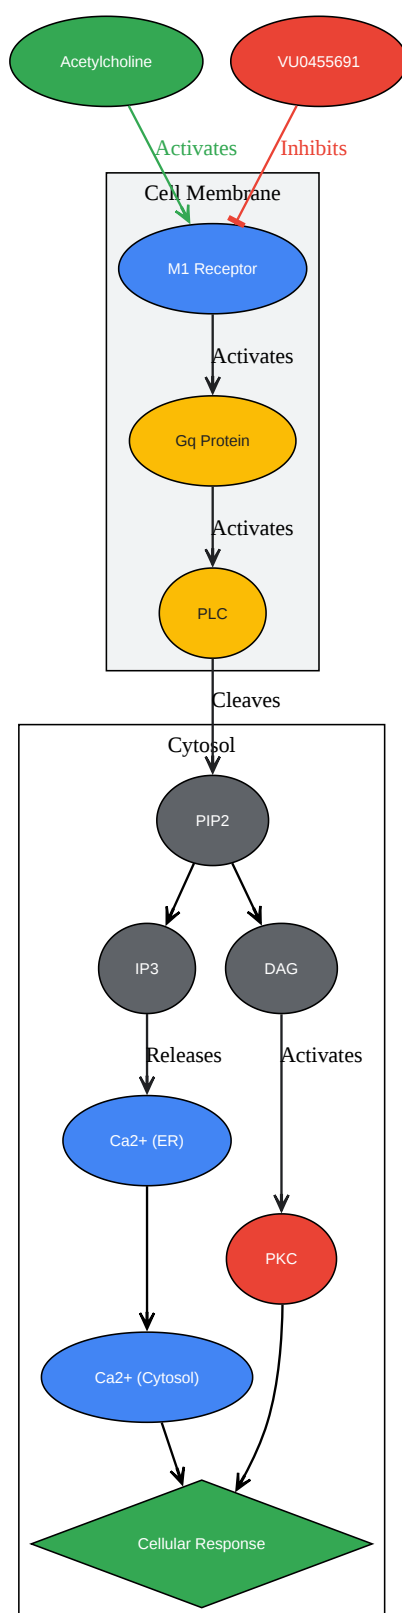 Acetylcholine
VU0455691
Activates
Inhibits
Cell Membrane
M1 Receptor
Activates
Gq Protein
Activates
PLC
Cleaves
Cytosol
PIP2
IP3
DAG
Releases
Activates
Ca2+ (ER)
PKC
Ca2+ (Cytosol)
Cellular Response